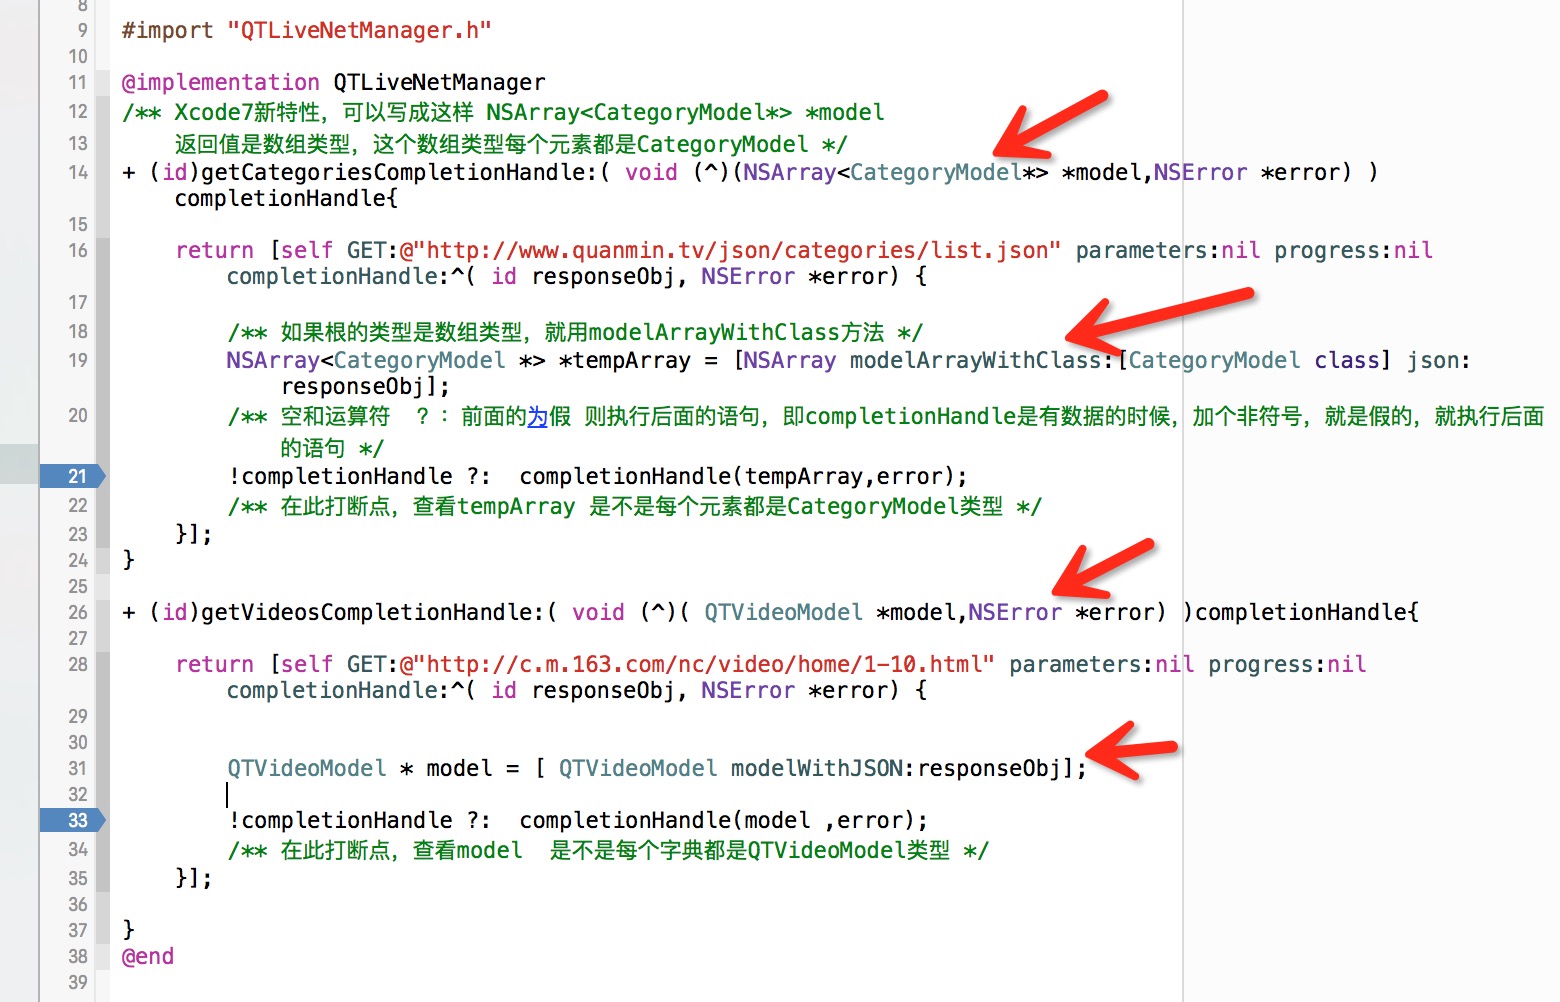 8
9 #import "QTLiveNetManager.h"
10
11 @implementation QTLiveNetManager
12 /** Xcode7新特性，可以写成这样 NSArray<CategoryModel*> *model
13 返回值是数组类型，这个数组类型每个元素都是CategoryModel */
14 + (id)getCategoriesCompletionHandle:( void (^)(NSArray<CategoryModel*> *model,NSError *error) )
completionHandle{
15
16 return [self GET:@"http://www.quanmin.tv/json/categories/list.json" parameters:nil progress:nil
completionHandle:^( id responseObj, NSError *error) {
17
18 /** 如果根的类型是数组类型，就用modelArrayWithClass方法 */
19 NSArray<CategoryModel *> *tempArray = [NSArray modelArrayWithClass:[CategoryModel class] json:
responseObj];
20 /** 空和运算符 ？：前面的为假 则执行后面的语句，即completionHandle是有数据的时候，加个非符号，就是假的，就执行后面
的语句 */
21 !completionHandle ?: completionHandle(tempArray,error);
22 /** 在此打断点，查看tempArray 是不是每个元素都是CategoryModel类型 */
23 }];
24 }
25
26 + (id)getVideosCompletionHandle:( void (^)( QTVideoModel *model,NSError *error) )completionHandle{
27
28 return [self GET:@"http://c.m.163.com/nc/video/home/1-10.html" parameters:nil progress:nil
completionHandle:^( id responseObj, NSError *error) {
29
30
31 QTVideoModel * model = [ QTVideoModel modelWithJSON:responseObj];
32
33 !completionHandle ?: completionHandle(model ,error);
34 /** 在此打断点，查看model 是不是每个字典都是QTVideoModel类型 */
35 }];
36
37 }
38 @end
39